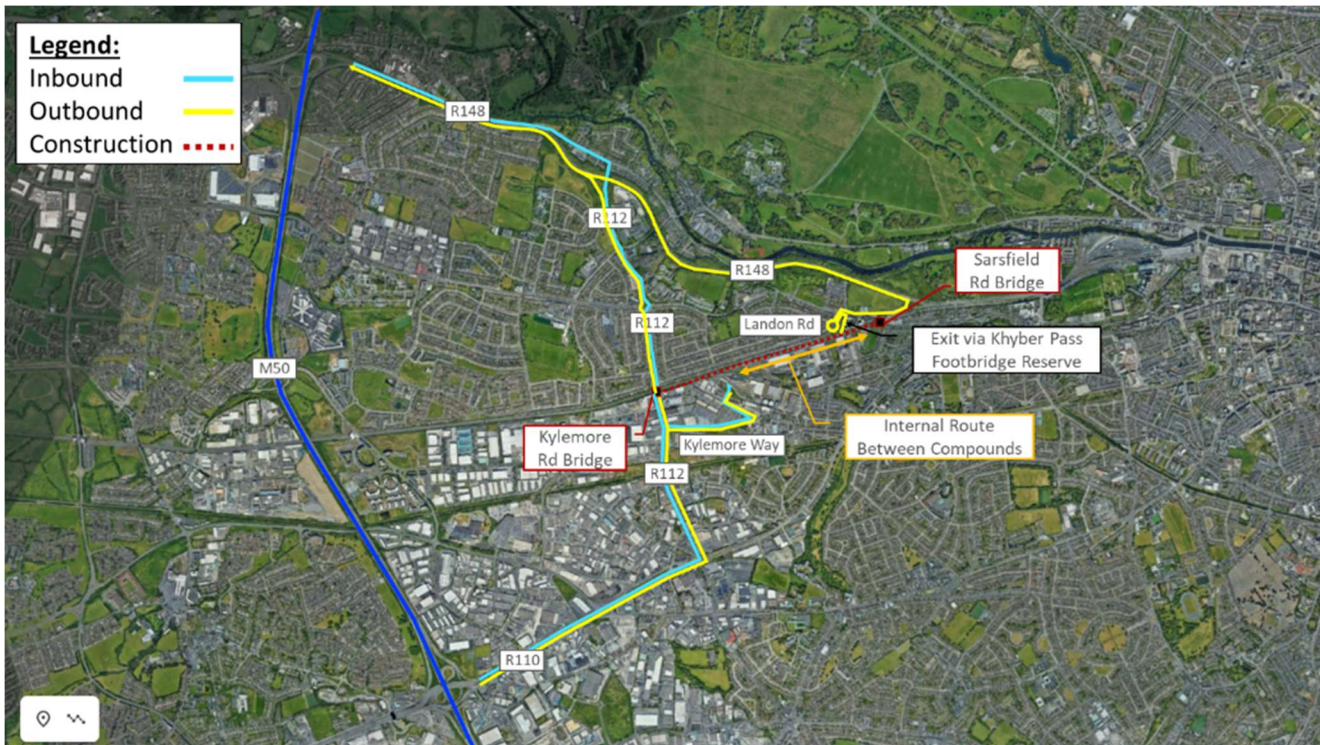 Legend:
Inbound
Outbound
Construction
R148
R112
R148
Sarsfield
Rd Bridge
R112
Landon Rd
Exit via Khyber Pass
Footbridge Reserve
M50
Internal Route
Between Compounds
Kylemore
Rd Bridge
Kylemore Way
R112
R110